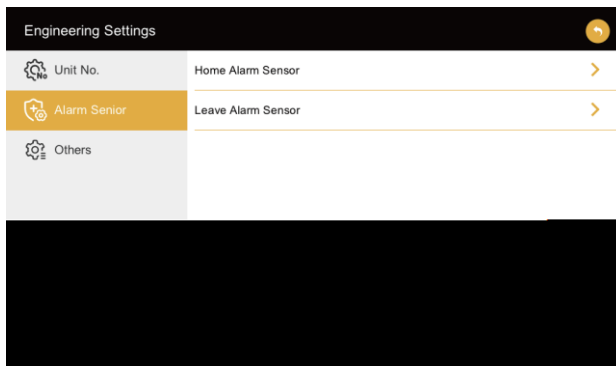 Engineering Settings
Unit No.
Alarm Senior
Others
Home Alarm Sensor
Leave Alarm Sensor